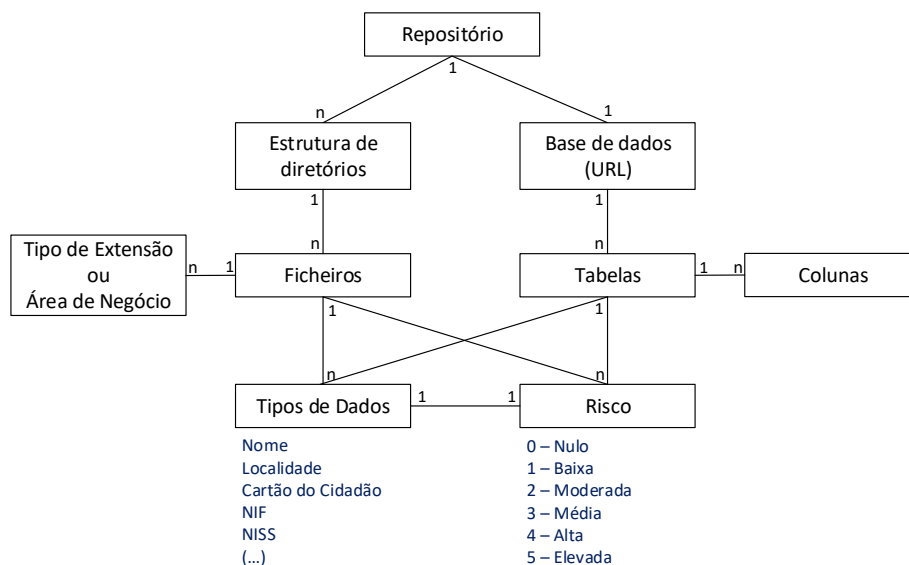 Repositório
1
n
1
Estrutura de
diretórios
Base de dados
(URL)
1
1
n
n
Tipo de Extensão
ou
Área de Negócio
n
1
Ficheiros
Tabelas
1
n
Colunas
1
1
n
n
Tipos de Dados
1
1
Risco
Nome
Localidade
Cartão do Cidadão
NIF
NISS
(...)
0 – Nulo
1 – Baixa
2 – Moderada
3 – Média
4 – Alta
5 – Elevada